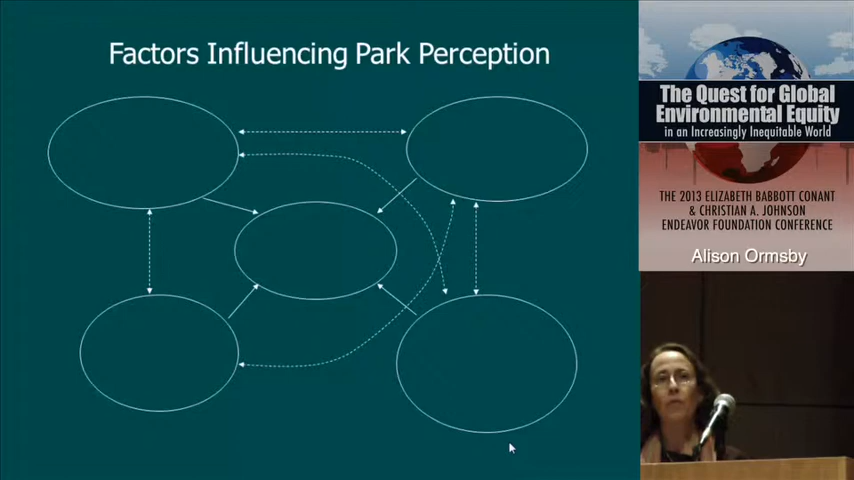 Factors Influencing Park Perception
The Quest for Global
Environmental Equity
in an Increasingly Inequitable World
THE 2013 ELIZABETH BABBOTT CONANT
& CHRISTIAN A. JOHNSON
ENDEAVOR FOUNDATION CONFERENCE
Alison Ormsby